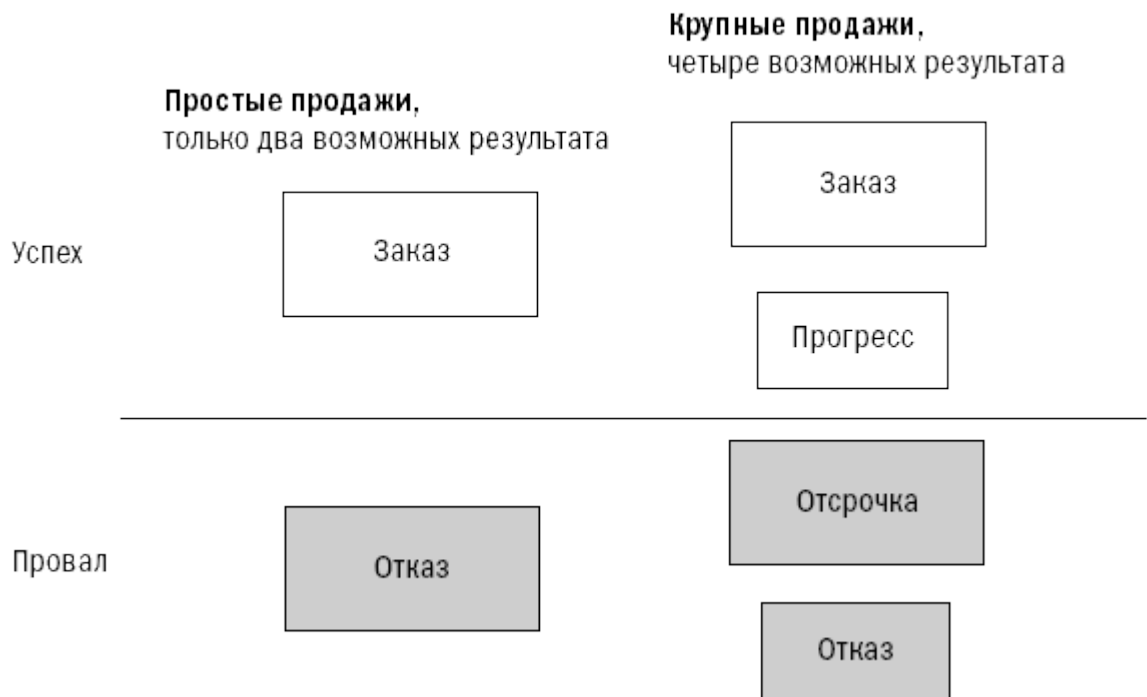 Крупные продажи,
четыре возможных результата
Простые продажи,
только два возможных результата
Заказ
Успех
Заказ
Прогресс
Отсрочка
Провал
Отказ
Отказ